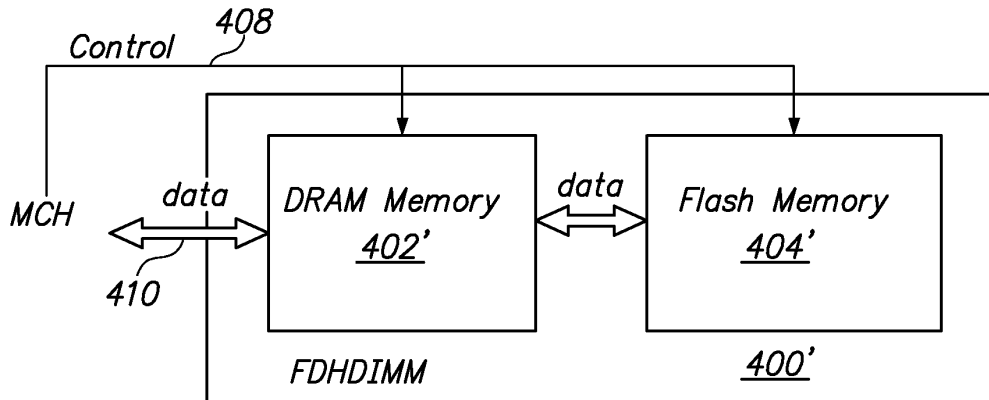 408
Control
data
MCH
410
DRAM Memory
402’
data
Flash Memory
404’
FDHDIMM
400’